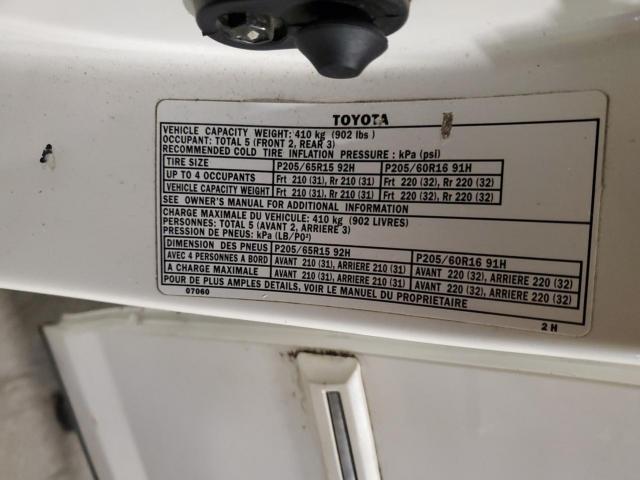 TOYOTA
VEHICLE CAPACITY WEIGHT: 410 kg (902 lbs)
OCCUPANT: TOTAL 5 (FRONT 2, REAR 3)
RECOMMENDED COLD TIRE INFLATION PRESSURE : kPa (psi)
TIRE SIZE P205/65R15 92H P205/60R16 91H
UP TO 4 OCCUPANTS Frt 210 (31), Rr 210 (31) Frt 220 (32), Rr 220 (32)
VEHICLE CAPACITY WEIGHT Frt 210 (31), Rr 210 (31) Frt 220 (32), Rr 220 (32)
SEE OWNER'S MANUAL FOR ADDITIONAL INFORMATION
CHARGE MAXIMALE DU VEHICULE: 410 kg (902 LIVRES)
PERSONNES: TOTAL 5 (AVANT 2, ARRIERE 3)
PRESSION DE PNEUS: kPa (LB/PO²)
DIMENSION DES PNEUS P205/65R15 92H P205/60R16 91H
AVEC 4 PERSONNES A BORD AVANT 210 (31), ARRIERE 210 (31) AVANT 220 (32), ARRIERE 220 (32)
A CHARGE MAXIMALE AVANT 210 (31), ARRIERE 210 (31) AVANT 220 (32), ARRIERE 220 (32)
POUR DE PLUS AMPLES DETAILS, VOIR LE MANUEL DU PROPRIETAIRE
07060 2 H